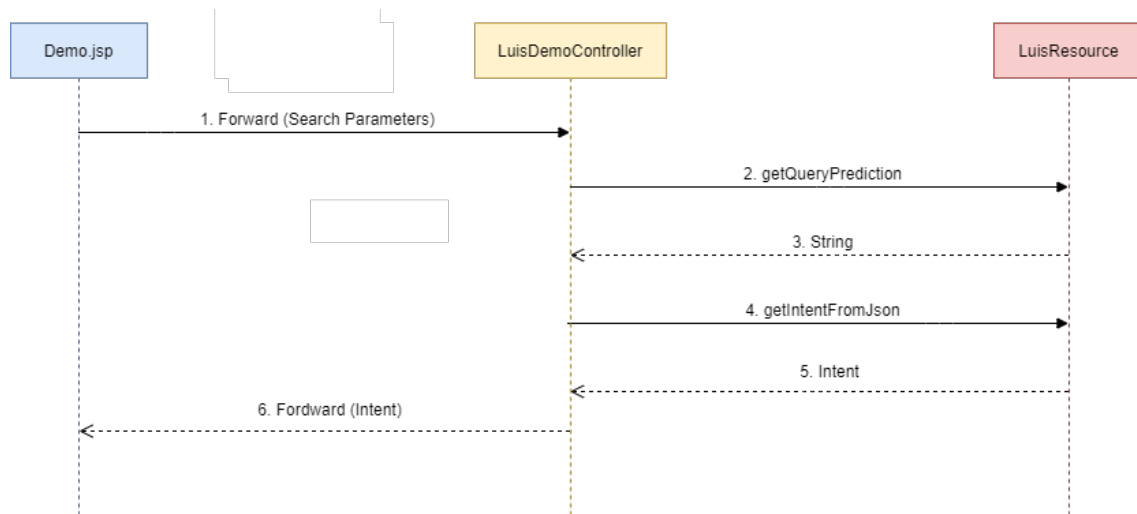 Demo.jsp
LuisDemoController
LuisResource
1. Forward (Search Parameters)
2. getQueryPrediction
3. String
4. getIntentFromJson
5. Intent
6. Fordward (Intent)